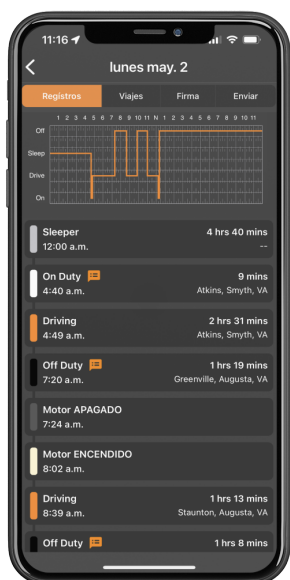 11:16
lunes may. 2
Registros Viajes Firma Enviar
1 2 3 4 5 6 7 8 9 10 11 N 1 2 3 4 5 6 7 8 9 10 11
Off
Sleep
Drive
On
Sleeper 4 hrs 40 mins
12:00 a.m. --
On Duty 9 mins
4:40 a.m. Atkins, Smyth, VA
Driving 2 hrs 31 mins
4:49 a.m. Atkins, Smyth, VA
Off Duty 1 hrs 19 mins
7:20 a.m. Greenville, Augusta, VA
Motor APAGADO
7:24 a.m.
Motor ENCENDIDO
8:02 a.m.
Driving 1 hrs 13 mins
8:39 a.m. Staunton, Augusta, VA
Off Duty 1 hrs 8 mins